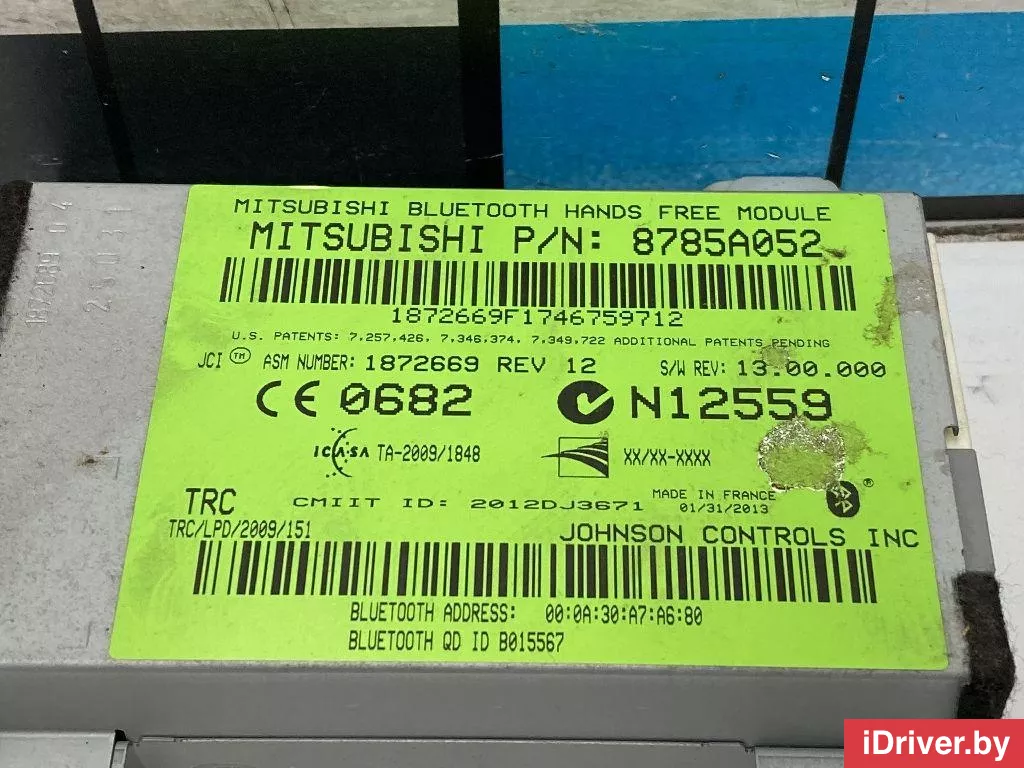 MITSUBISHI BLUETOOTH HANDS FREE MODULE
MITSUBISHI P/N: 8785A052
1872669F1746759712
U.S. PATENTS: 7,257,426, 7,346,374, 7,349,722 ADDITIONAL PATENTS PENDING
JCI TM ASM NUMBER: 1872669 REV 12 S/W REV: 13.00.000
CE 0682 N12559
ICASA TA-2009/1848 XX/XX-XXXX
TRC CMIIT ID: 2012DJ3671 MADE IN FRANCE ®
01/31/2013
TRC/LPD/2009/151 JOHNSON CONTROLS INC
BLUETOOTH ADDRESS: 00:0A:30:A7:A6:80
BLUETOOTH QD ID B015567
iDriver.by